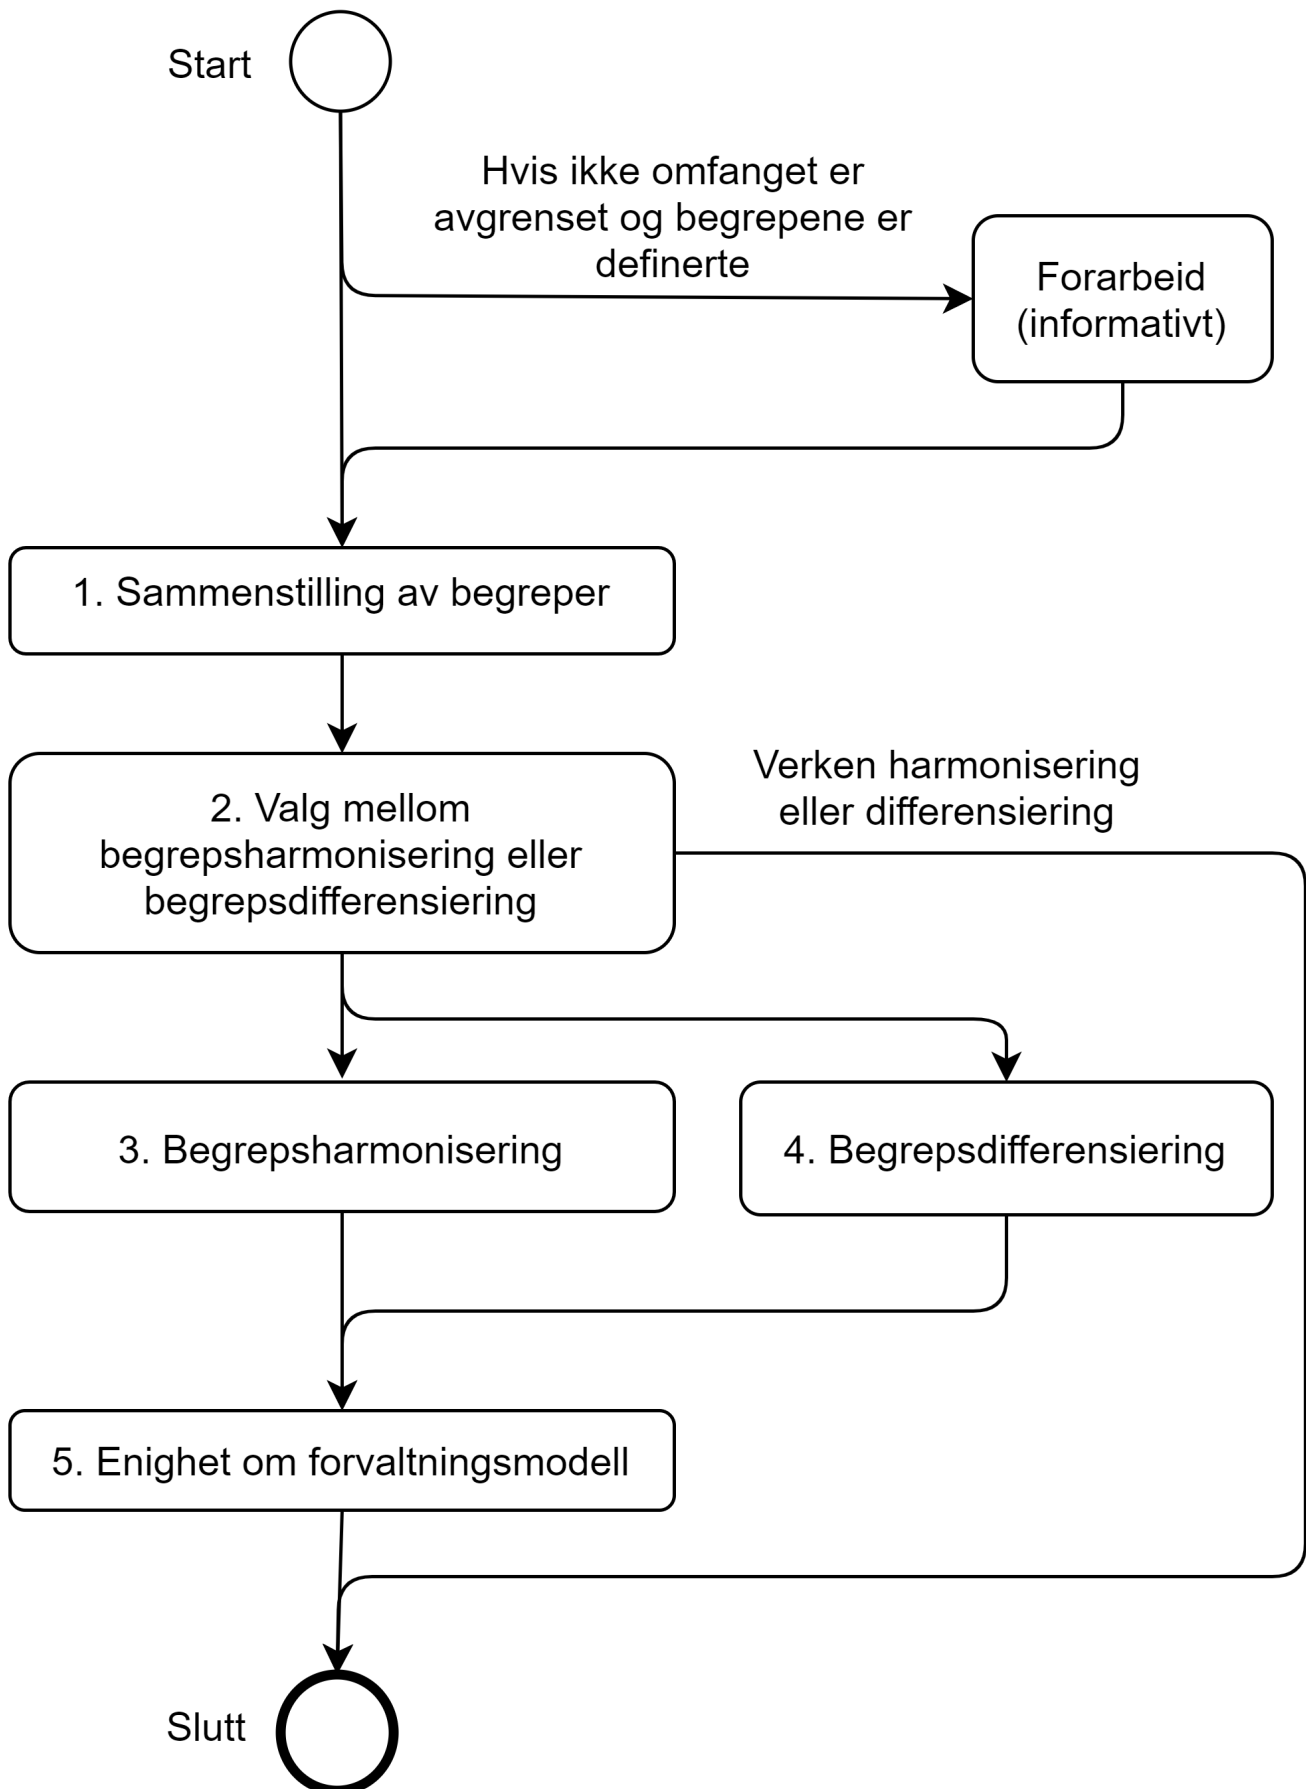 Start
Hvis ikke omfanget er
avgrenset og begrepene er
definerte
Forarbeid
(informativt)
1. Sammenstilling av begreper
2. Valg mellom
begrepsharmonisering eller
begrepsdifferensiering
Verken harmonisering
eller differensiering
3. Begrepsharmonisering
4. Begrepsdifferensiering
5. Enighet om forvaltningsmodell
Slutt